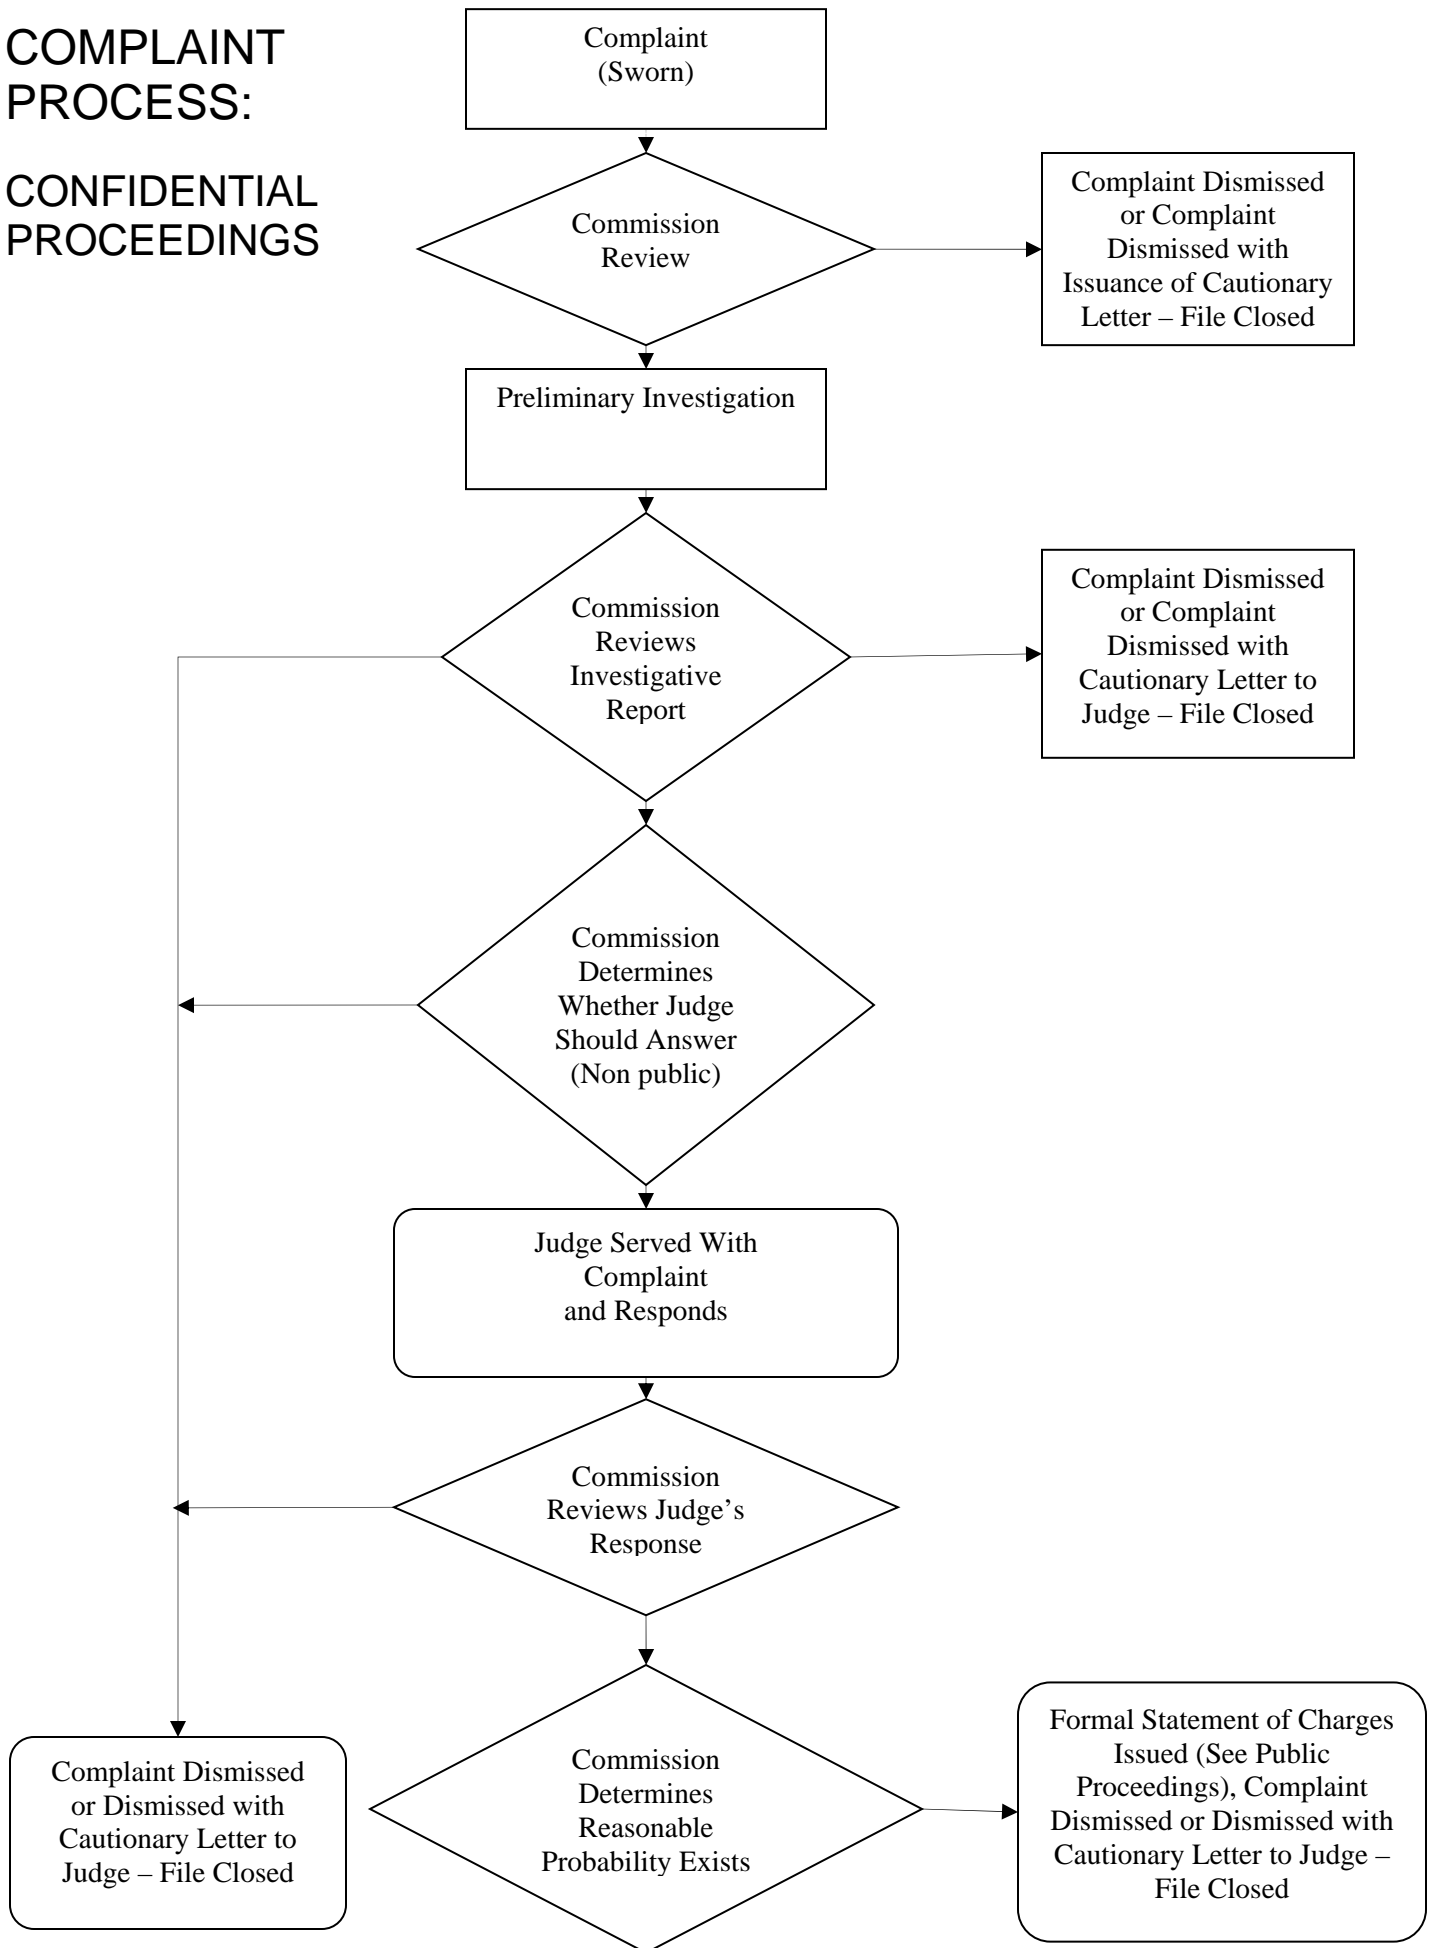 COMPLAINT
PROCESS:
CONFIDENTIAL
PROCEEDINGS
Complaint
(Sworn)
Commission
Review
Complaint Dismissed
or Complaint
Dismissed with
Issuance of Cautionary
Letter – File Closed
Preliminary Investigation
Commission
Reviews
Investigative
Report
Complaint Dismissed
or Complaint
Dismissed with
Cautionary Letter to
Judge – File Closed
Commission
Determines
Whether Judge
Should Answer
(Non public)
Judge Served With
Complaint
and Responds
Commission
Reviews Judge’s
Response
Complaint Dismissed
or Dismissed with
Cautionary Letter to
Judge – File Closed
Commission
Determines
Reasonable
Probability Exists
Formal Statement of Charges
Issued (See Public
Proceedings), Complaint
Dismissed or Dismissed with
Cautionary Letter to Judge –
File Closed